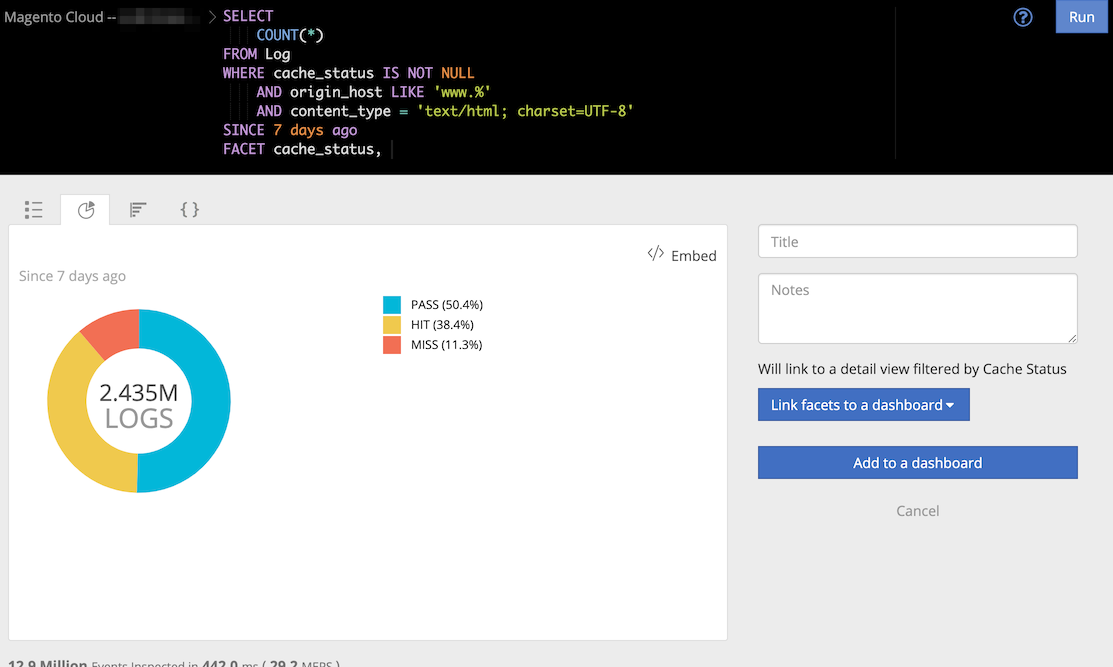 Magento Cloud --
SELECT
COUNT(*)
FROM Log
WHERE cache_status IS NOT NULL
AND origin_host LIKE 'www.%'
AND content_type = 'text/html; charset=UTF-8'
SINCE 7 days ago
FACET cache_status,
?
Run
{ }
</> Embed
Since 7 days ago
2.435M
LOGS
PASS (50.4%)
HIT (38.4%)
MISS (11.3%)
Title
Notes
Will link to a detail view filtered by Cache Status
Link facets to a dashboard
Add to a dashboard
Cancel
12.9 Million Events Inspected in 442.0 ms ( 29.2 MEPS )